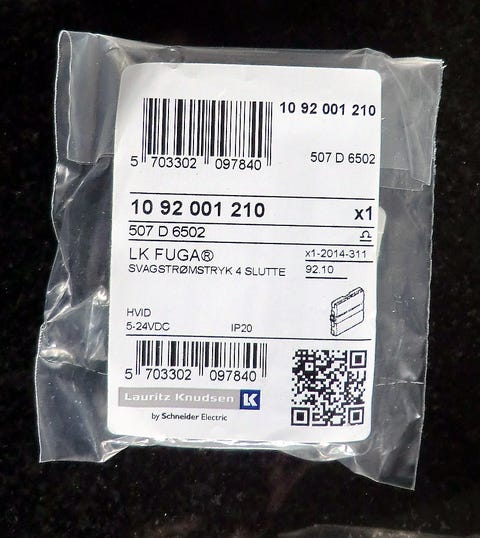 10 92 001 210
5 703302 097840
507 D 6502
10 92 001 210 x1
507 D 6502
LK FUGA® x1-2014-311
SVAGSTRØMSTRYK 4 SLUTTE 92.10
HVID
5-24VDC IP20
5 703302 097840
Lauritz Knudsen
by Schneider Electric